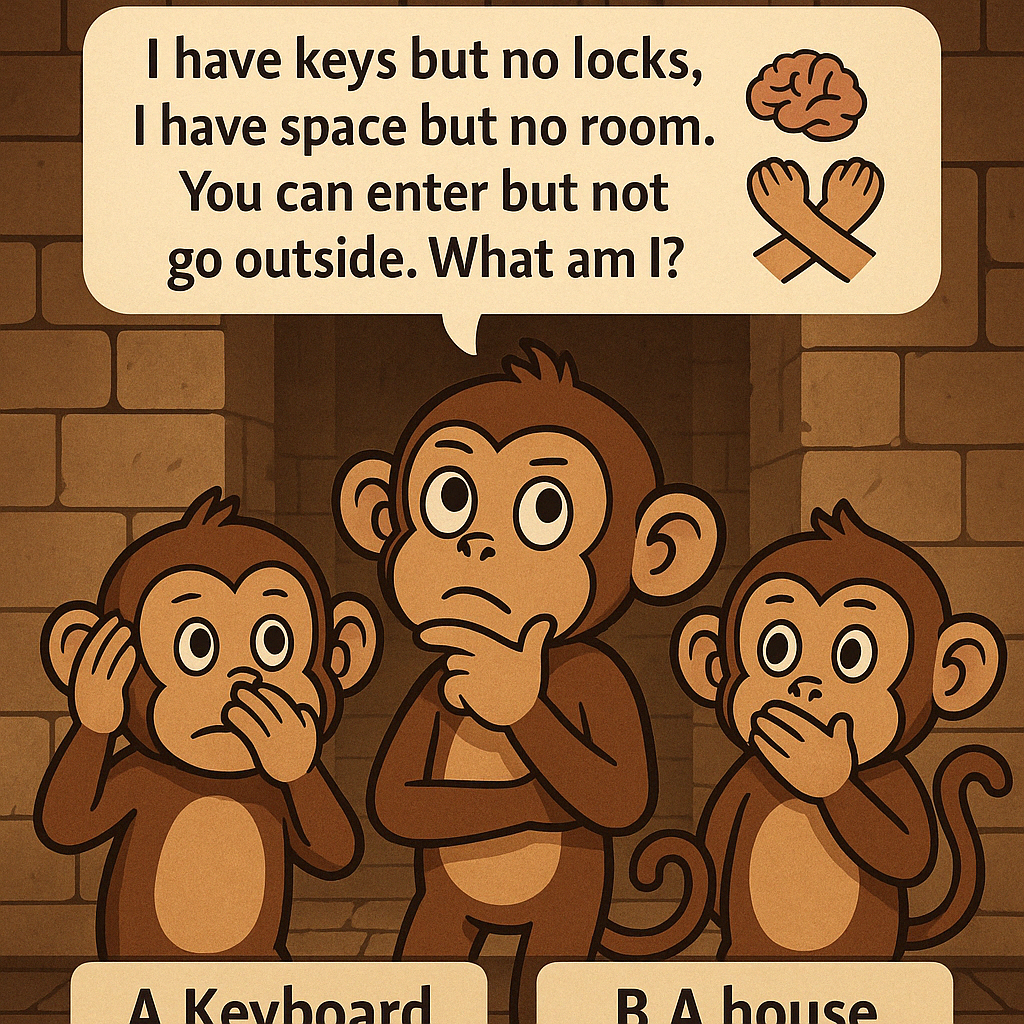 I have keys but no locks,
I have space but no room.
You can enter but not
go outside. What am I?
A Keyboard
B A house